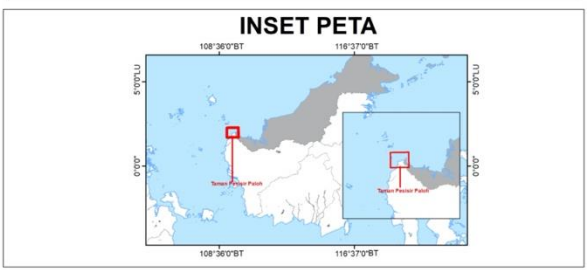 INSET PETA
108°36'0"BT 116°37'0"BT
5°0'0"LU 5°0'0"LU
0°0'0" 0°0'0"
Taman Pesisir Paloh
Taman Pesisir Paloh
108°36'0"BT 116°37'0"BT